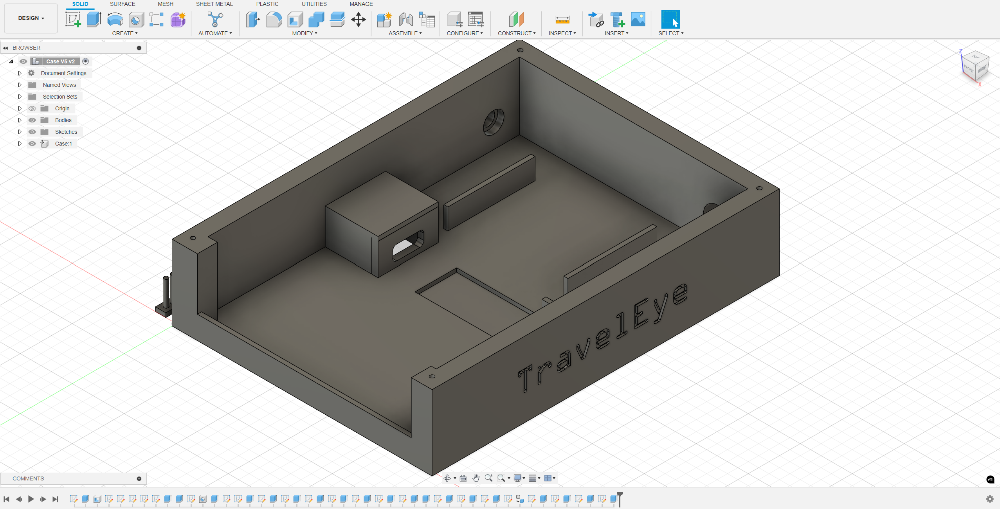 SOLID SURFACE MESH SHEET METAL PLASTIC UTILITIES MANAGE
DESIGN
CREATE AUTOMATE MODIFY ASSEMBLE CONFIGURE CONSTRUCT INSPECT INSERT SELECT
BROWSER
Case V5 v2
Document Settings
Named Views
Selection Sets
Origin
Bodies
Sketches
Case:1
Z
TOP
FRONT
RIGHT
X
TravelEye
COMMENTS